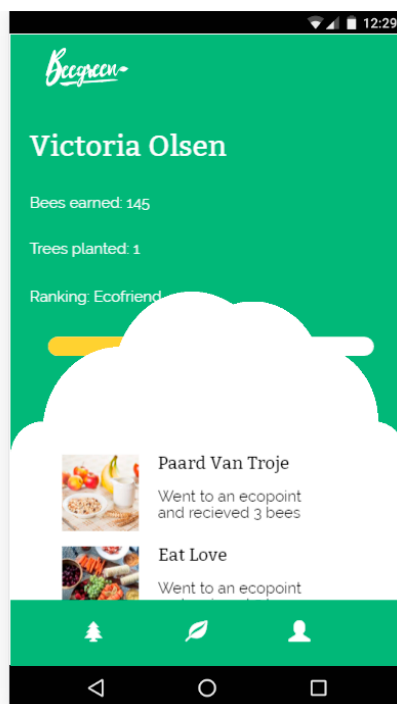 12:29
Beegreen
Victoria Olsen
Bees earned: 145
Trees planted: 1
Ranking: Ecofriend
Paard Van Troje
Went to an ecopoint
and recieved 3 bees
Eat Love
Went to an ecopoint